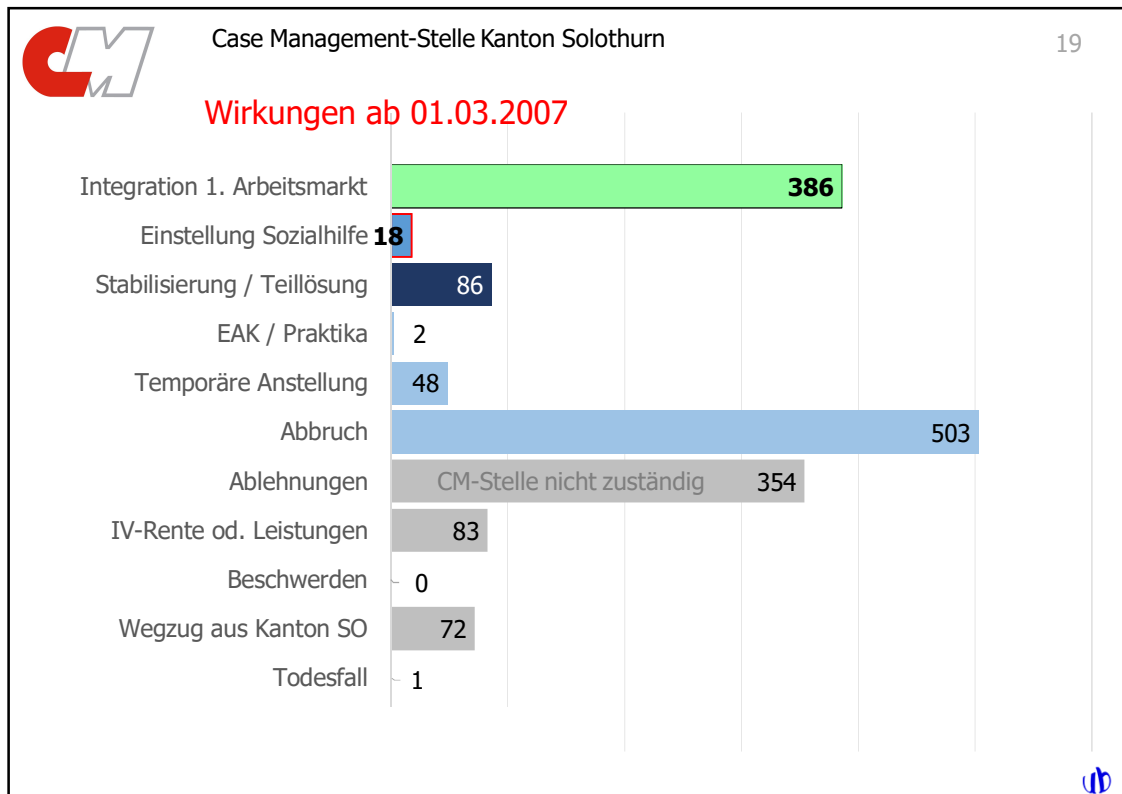 CM
Case Management-Stelle Kanton Solothurn
19
Wirkungen ab 01.03.2007
Integration 1. Arbeitsmarkt 386
Einstellung Sozialhilfe 18
Stabilisierung / Teillösung 86
EAK / Praktika 2
Temporäre Anstellung 48
Abbruch 503
Ablehnungen CM-Stelle nicht zuständig 354
IV-Rente od. Leistungen 83
Beschwerden 0
Wegzug aus Kanton SO 72
Todesfall 1